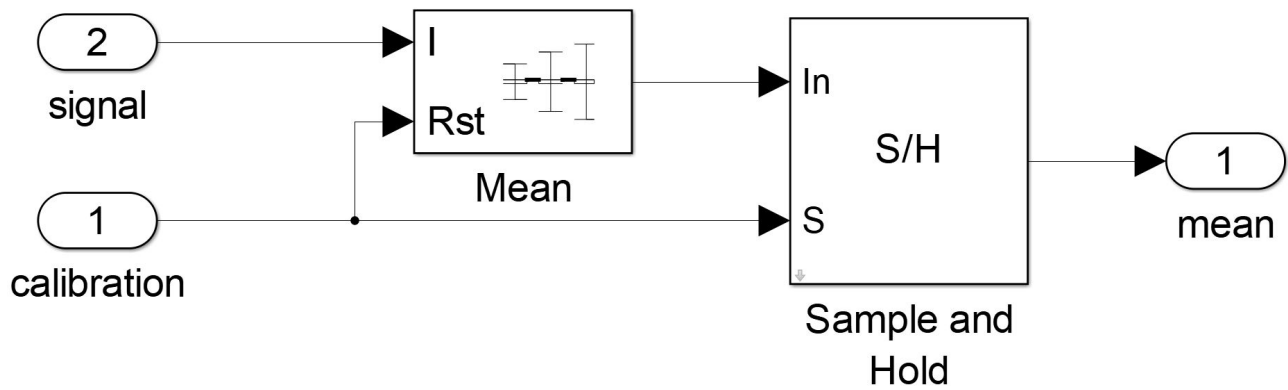 2
signal
I
Rst
Mean
1
calibration
In
S/H
S
Sample and
Hold
1
mean